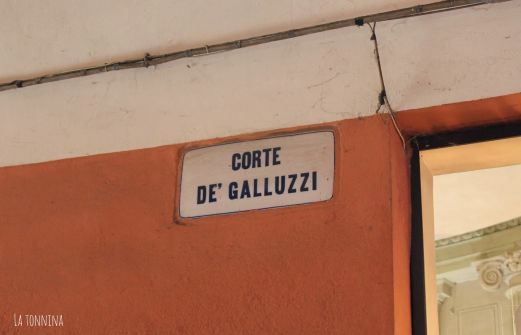 CORTE
DE' GALLUZZI
LA TONNINA